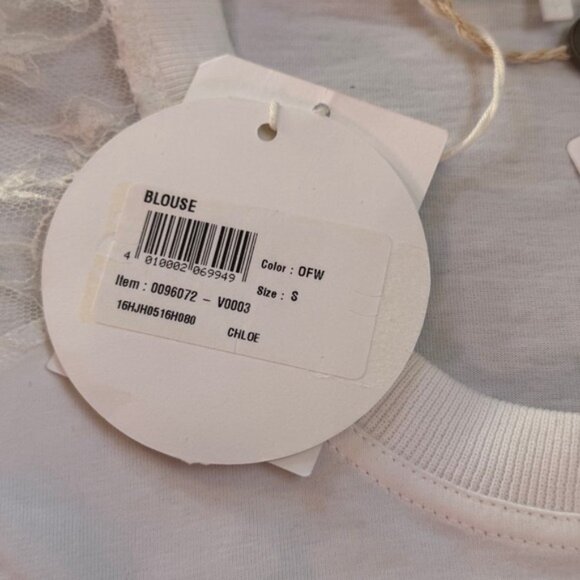 BLOUSE
4 010002 069949
Color : OFW
Item : 0096072 - V0003
Size : S
16HJH0516H080
CHLOE